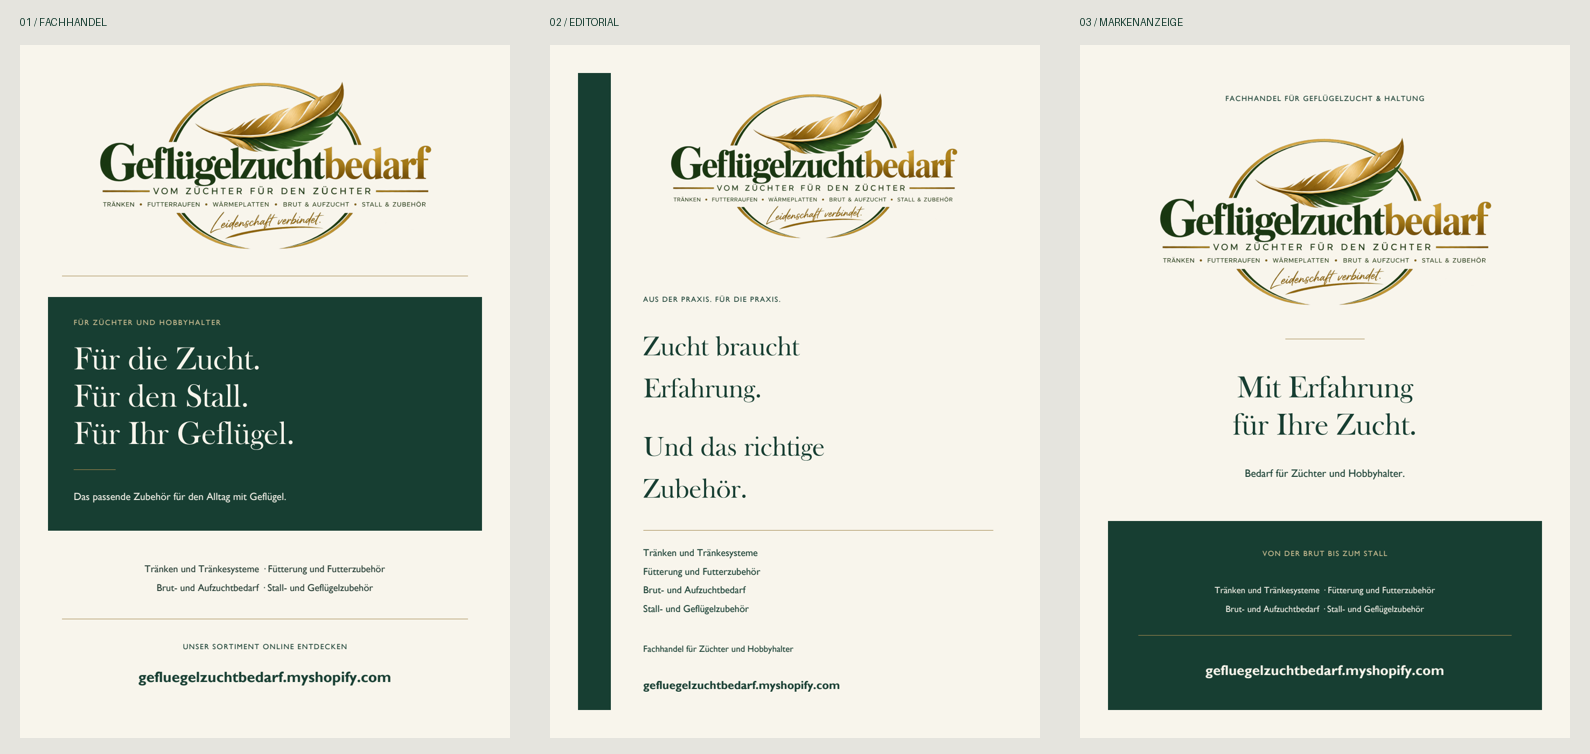 01 / FACHHANDEL
Geflügelzuchtbedarf
VOM ZÜCHTER FÜR DEN ZÜCHTER
TRÄNKEN • FUTTERRAUFEN • WÄRMEPLATTEN • BRUT & AUFZUCHT • STALL & ZUBEHÖR
Leidenschaft verbindet.
FÜR ZÜCHTER UND HOBBYHALTER
Für die Zucht.
Für den Stall.
Für Ihr Geflügel.
Das passende Zubehör für den Alltag mit Geflügel.
Tränken und Tränkesysteme · Fütterung und Futterzubehör
Brut- und Aufzuchtbedarf · Stall- und Geflügelzubehör
UNSER SORTIMENT ONLINE ENTDECKEN
gefluegelzuchtbedarf.myshopify.com
02 / EDITORIAL
Geflügelzuchtbedarf
VOM ZÜCHTER FÜR DEN ZÜCHTER
TRÄNKEN • FUTTERRAUFEN • WÄRMEPLATTEN • BRUT & AUFZUCHT • STALL & ZUBEHÖR
Leidenschaft verbindet.
AUS DER PRAXIS. FÜR DIE PRAXIS.
Zucht braucht
Erfahrung.
Und das richtige
Zubehör.
Tränken und Tränkesysteme
Fütterung und Futterzubehör
Brut- und Aufzuchtbedarf
Stall- und Geflügelzubehör
Fachhandel für Züchter und Hobbyhalter
gefluegelzuchtbedarf.myshopify.com
03 / MARKENANZEIGE
FACHHANDEL FÜR GEFLÜGELZUCHT & HALTUNG
Geflügelzuchtbedarf
VOM ZÜCHTER FÜR DEN ZÜCHTER
TRÄNKEN • FUTTERRAUFEN • WÄRMEPLATTEN • BRUT & AUFZUCHT • STALL & ZUBEHÖR
Leidenschaft verbindet.
Mit Erfahrung
für Ihre Zucht.
Bedarf für Züchter und Hobbyhalter.
VON DER BRUT BIS ZUM STALL
Tränken und Tränkesysteme · Fütterung und Futterzubehör
Brut- und Aufzuchtbedarf · Stall- und Geflügelzubehör
gefluegelzuchtbedarf.myshopify.com